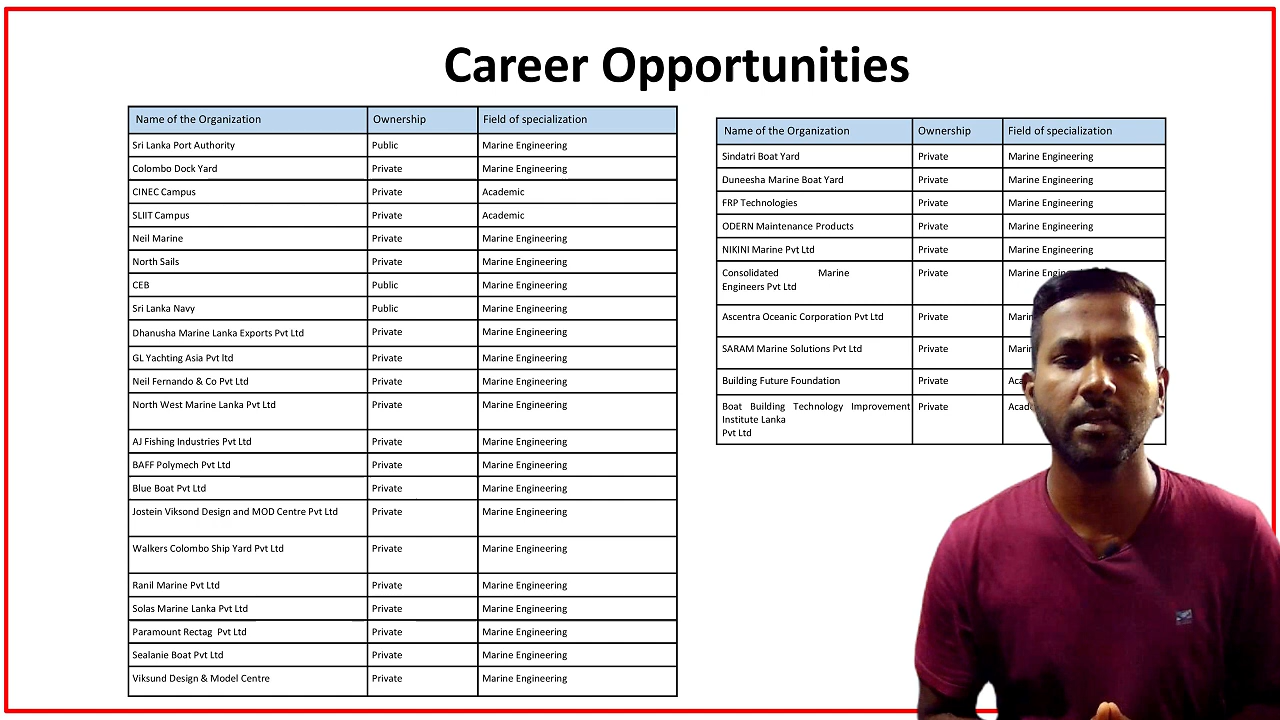 Career Opportunities
Name of the Organization Ownership Field of specialization
Sri Lanka Port Authority Public Marine Engineering
Colombo Dock Yard Private Marine Engineering
CINEC Campus Private Academic
SLIIT Campus Private Academic
Neil Marine Private Marine Engineering
North Sails Private Marine Engineering
CEB Public Marine Engineering
Sri Lanka Navy Public Marine Engineering
Dhanusha Marine Lanka Exports Pvt Ltd Private Marine Engineering
GL Yachting Asia Pvt ltd Private Marine Engineering
Neil Fernando & Co Pvt Ltd Private Marine Engineering
North West Marine Lanka Pvt Ltd Private Marine Engineering
AJ Fishing Industries Pvt Ltd Private Marine Engineering
BAFF Polymech Pvt Ltd Private Marine Engineering
Blue Boat Pvt Ltd Private Marine Engineering
Jostein Viksond Design and MOD Centre Pvt Ltd Private Marine Engineering
Walkers Colombo Ship Yard Pvt Ltd Private Marine Engineering
Ranil Marine Pvt Ltd Private Marine Engineering
Solas Marine Lanka Pvt Ltd Private Marine Engineering
Paramount Rectag Pvt Ltd Private Marine Engineering
Sealanie Boat Pvt Ltd Private Marine Engineering
Viksund Design & Model Centre Private Marine Engineering
Name of the Organization Ownership Field of specialization
Sindatri Boat Yard Private Marine Engineering
Duneesha Marine Boat Yard Private Marine Engineering
FRP Technologies Private Marine Engineering
ODERN Maintenance Products Private Marine Engineering
NIKINI Marine Pvt Ltd Private Marine Engineering
Consolidated Marine Private Marine
Engineers Pvt Ltd
Ascentra Oceanic Corporation Pvt Ltd Private
SARAM Marine Solutions Pvt Ltd Private
Building Future Foundation Private
Boat Building Technology Improvement Private
Institute Lanka
Pvt Ltd